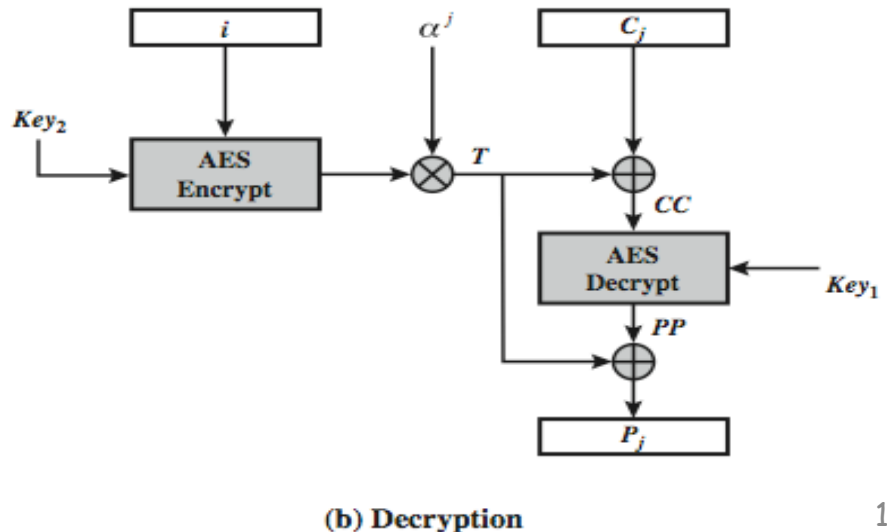 i
α^j
C_j
Key_2
AES
Encrypt
T
CC
AES
Decrypt
Key_1
PP
P_j
(b) Decryption
1